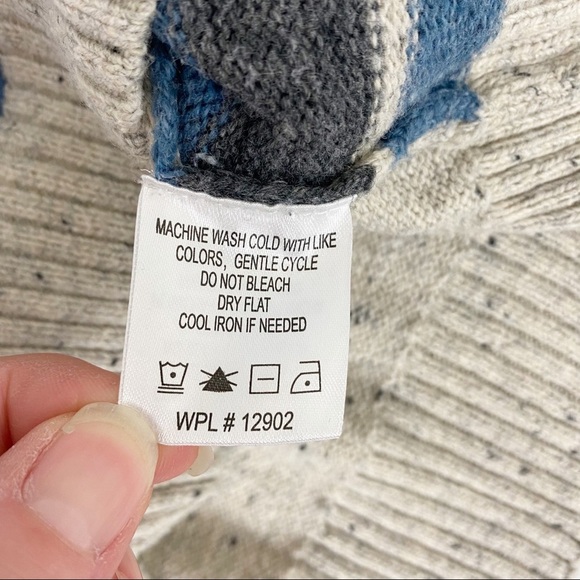 MACHINE WASH COLD WITH LIKE
COLORS, GENTLE CYCLE
DO NOT BLEACH
DRY FLAT
COOL IRON IF NEEDED
WPL # 12902